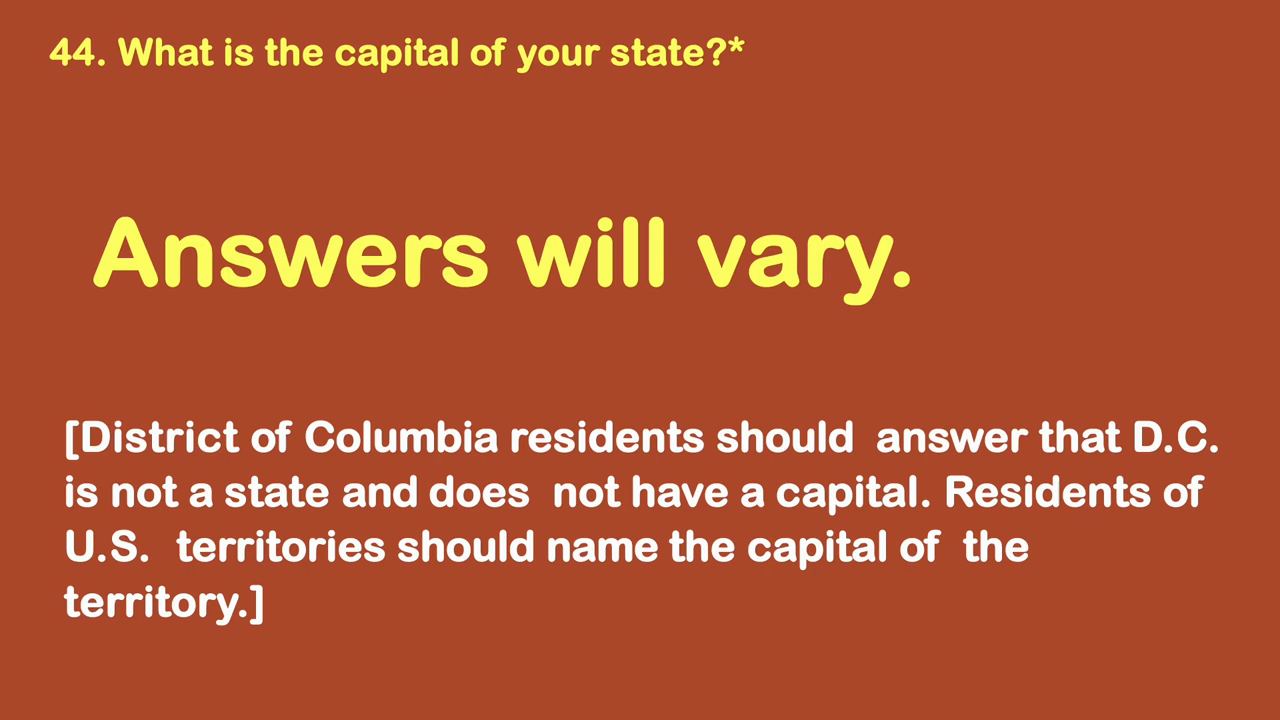 44. What is the capital of your state?*
Answers will vary.
[District of Columbia residents should  answer that D.C.
is not a state and does  not have a capital. Residents of
U.S.  territories should name the capital of  the
territory.]